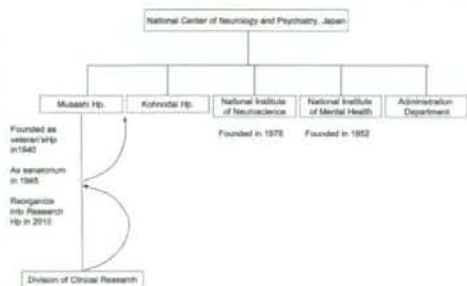 National Center of Neurology and Psychiatry, Japan
Musashi Hp.
Kohnodai Hp.
National Institute
of Neuroscience
National Institute
of Mental Health
Administration
Department
Founded as
veteran'sHp
in1940
Founded in 1978
Founded in 1952
As sanatorium
in 1945
Reorganize
into Research
Hp in 2010
Division of Clinical Research